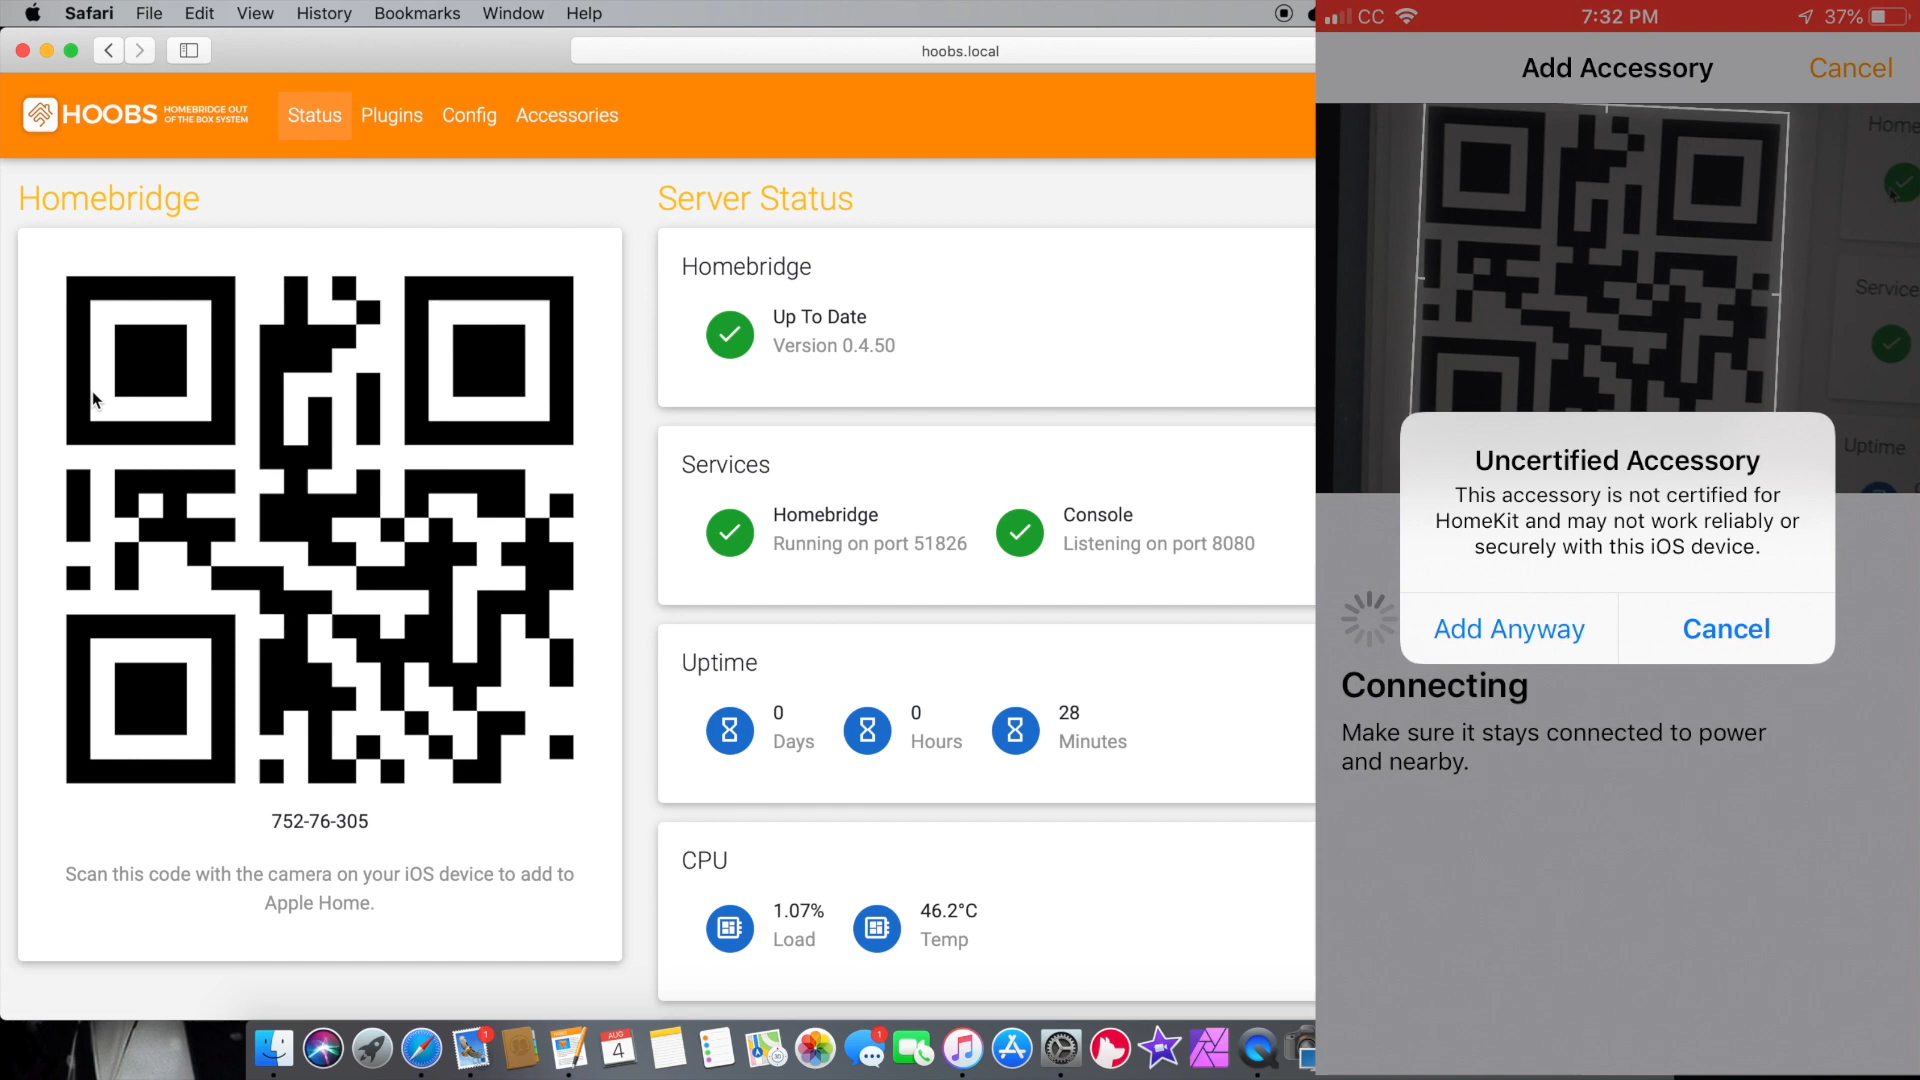 Safari File Edit View History Bookmarks Window Help
hoobs.local
HOOBS HOMEBRIDGE OUT
OF THE BOX SYSTEM
Status Plugins Config Accessories
Homebridge
752-76-305
Scan this code with the camera on your iOS device to add to
Apple Home.
Server Status
Homebridge
Up To Date
Version 0.4.50
Services
Homebridge
Running on port 51826
Console
Listening on port 8080
Uptime
0
Days
0
Hours
28
Minutes
CPU
1.07%
Load
46.2°C
Temp
1
AUG
4
1
CC 7:32 PM 37%
Add Accessory Cancel
Home
Service
Uptime
Uncertified Accessory
This accessory is not certified for
HomeKit and may not work reliably or
securely with this iOS device.
Add Anyway Cancel
Connecting
Make sure it stays connected to power
and nearby.